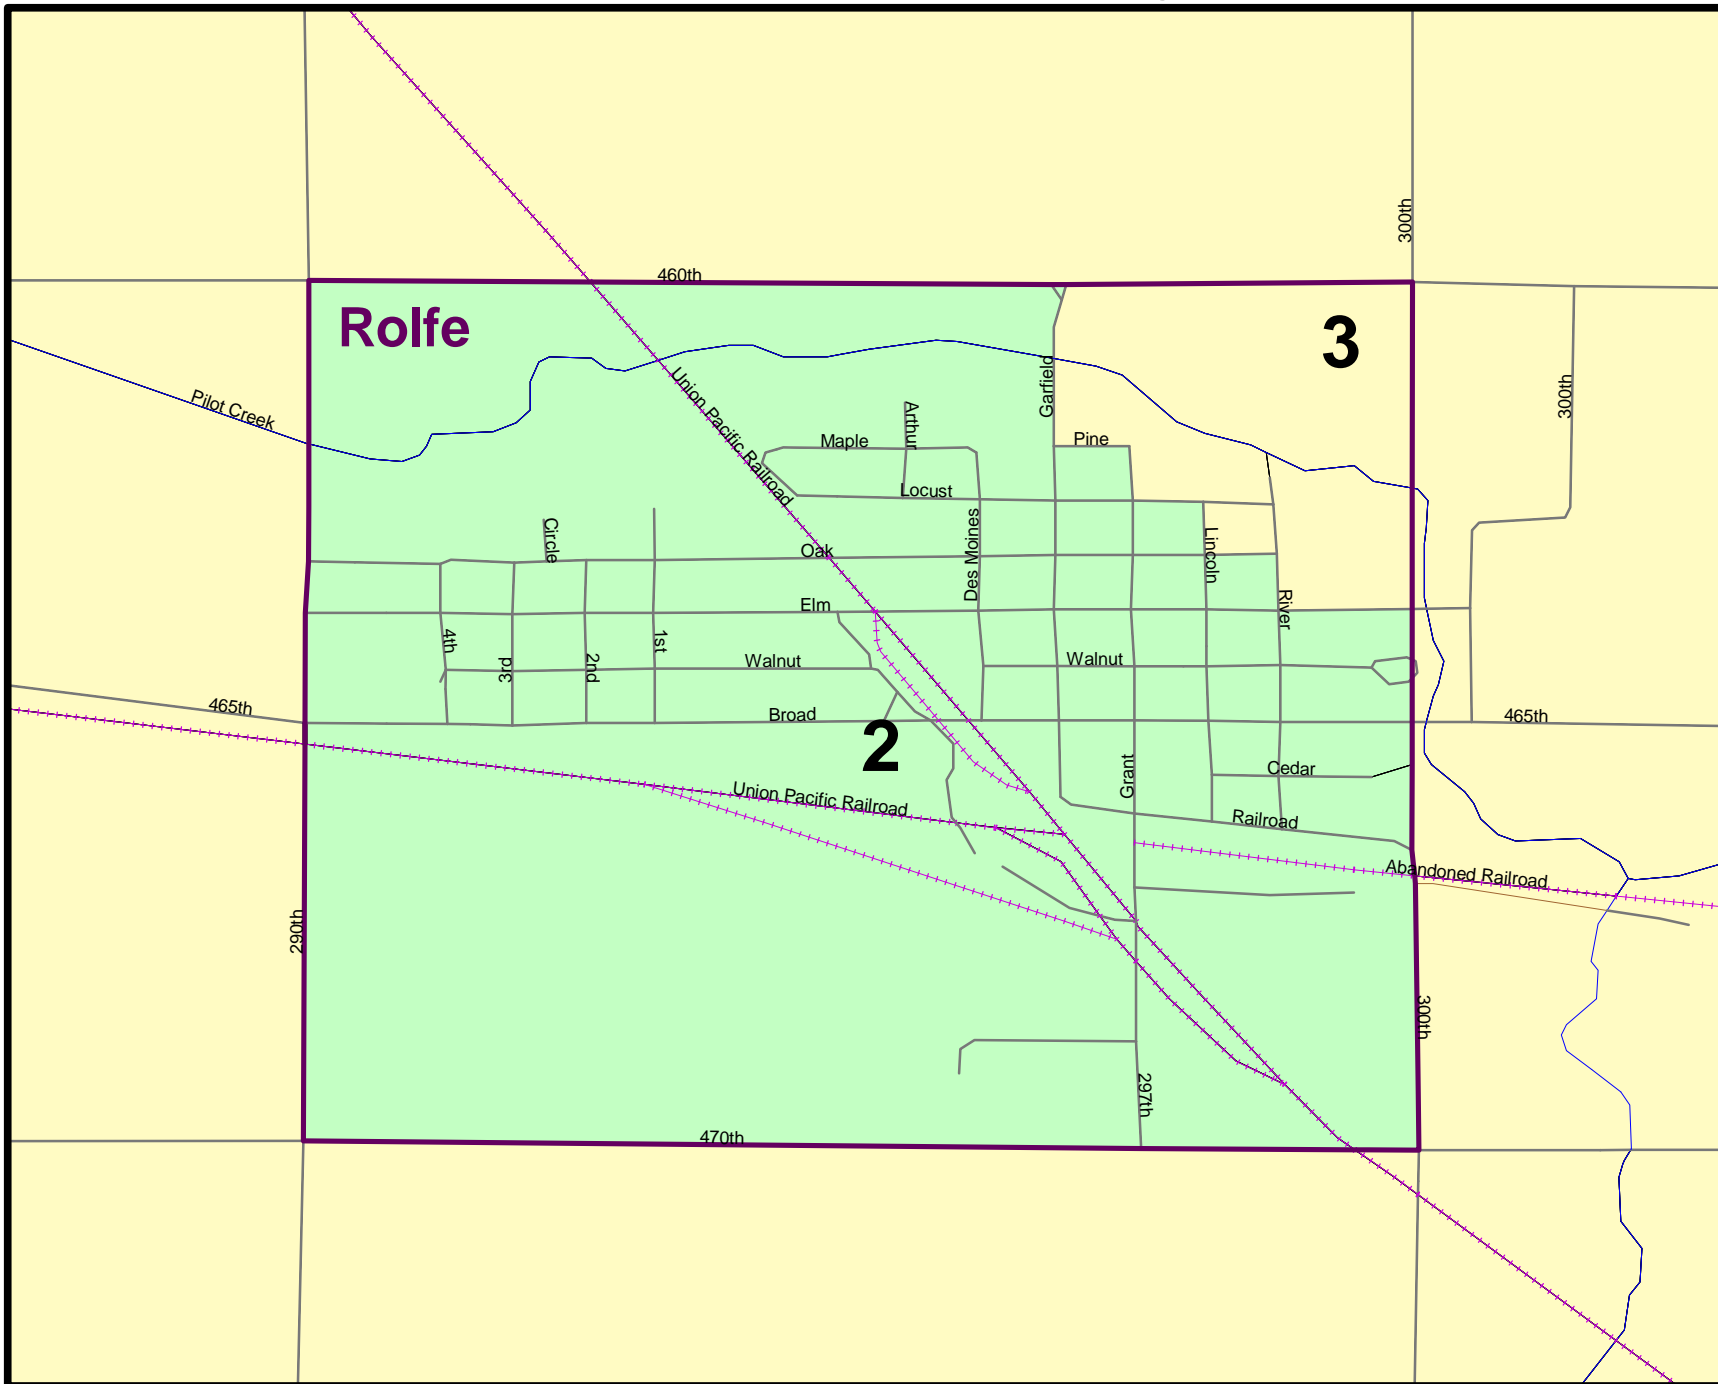 300th
460th
Rolfe
3
Pilot Creek
Union Pacific Railroad
Garfield
300th
Arthur
Maple
Pine
Locust
Circle
Des Moines
Lincoln
Oak
Elm
River
4th
3rd
2nd
1st
Walnut
Walnut
465th
Broad
465th
2
Grant
Cedar
Union Pacific Railroad
Railroad
Abandoned Railroad
290th
300th
297th
470th